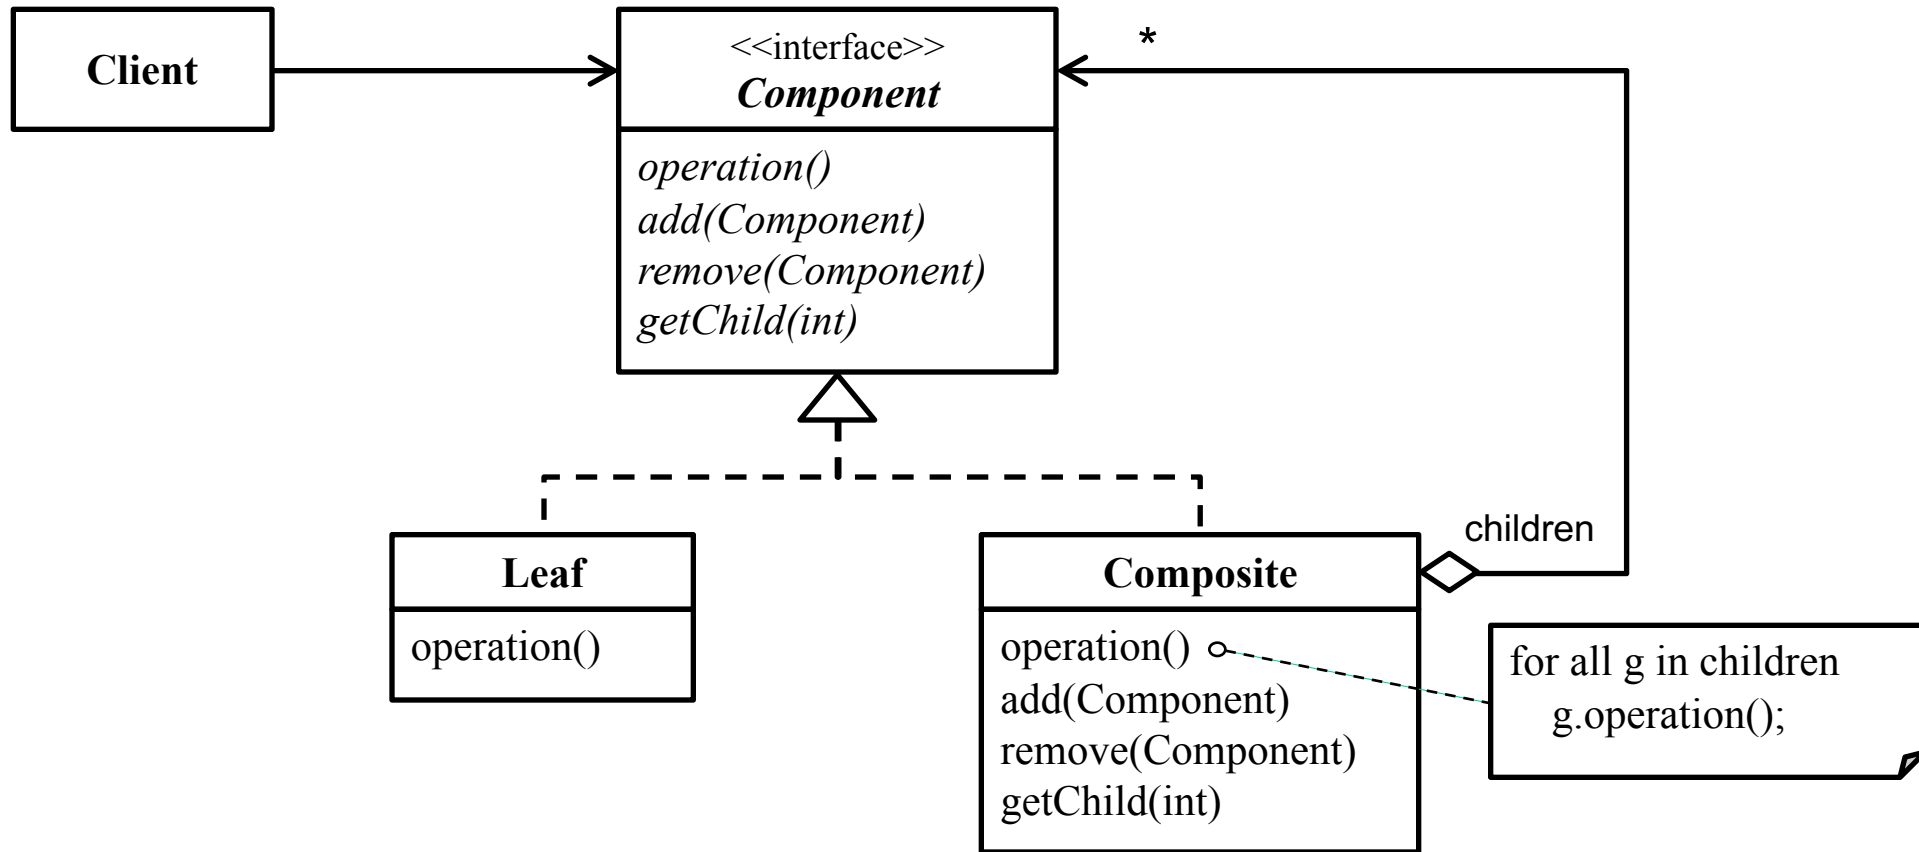 Client
<<interface>>
Component
*
operation()
add(Component)
remove(Component)
getChild(int)
children
Leaf
operation()
Composite
operation()
add(Component)
remove(Component)
getChild(int)
for all g in children
g.operation();